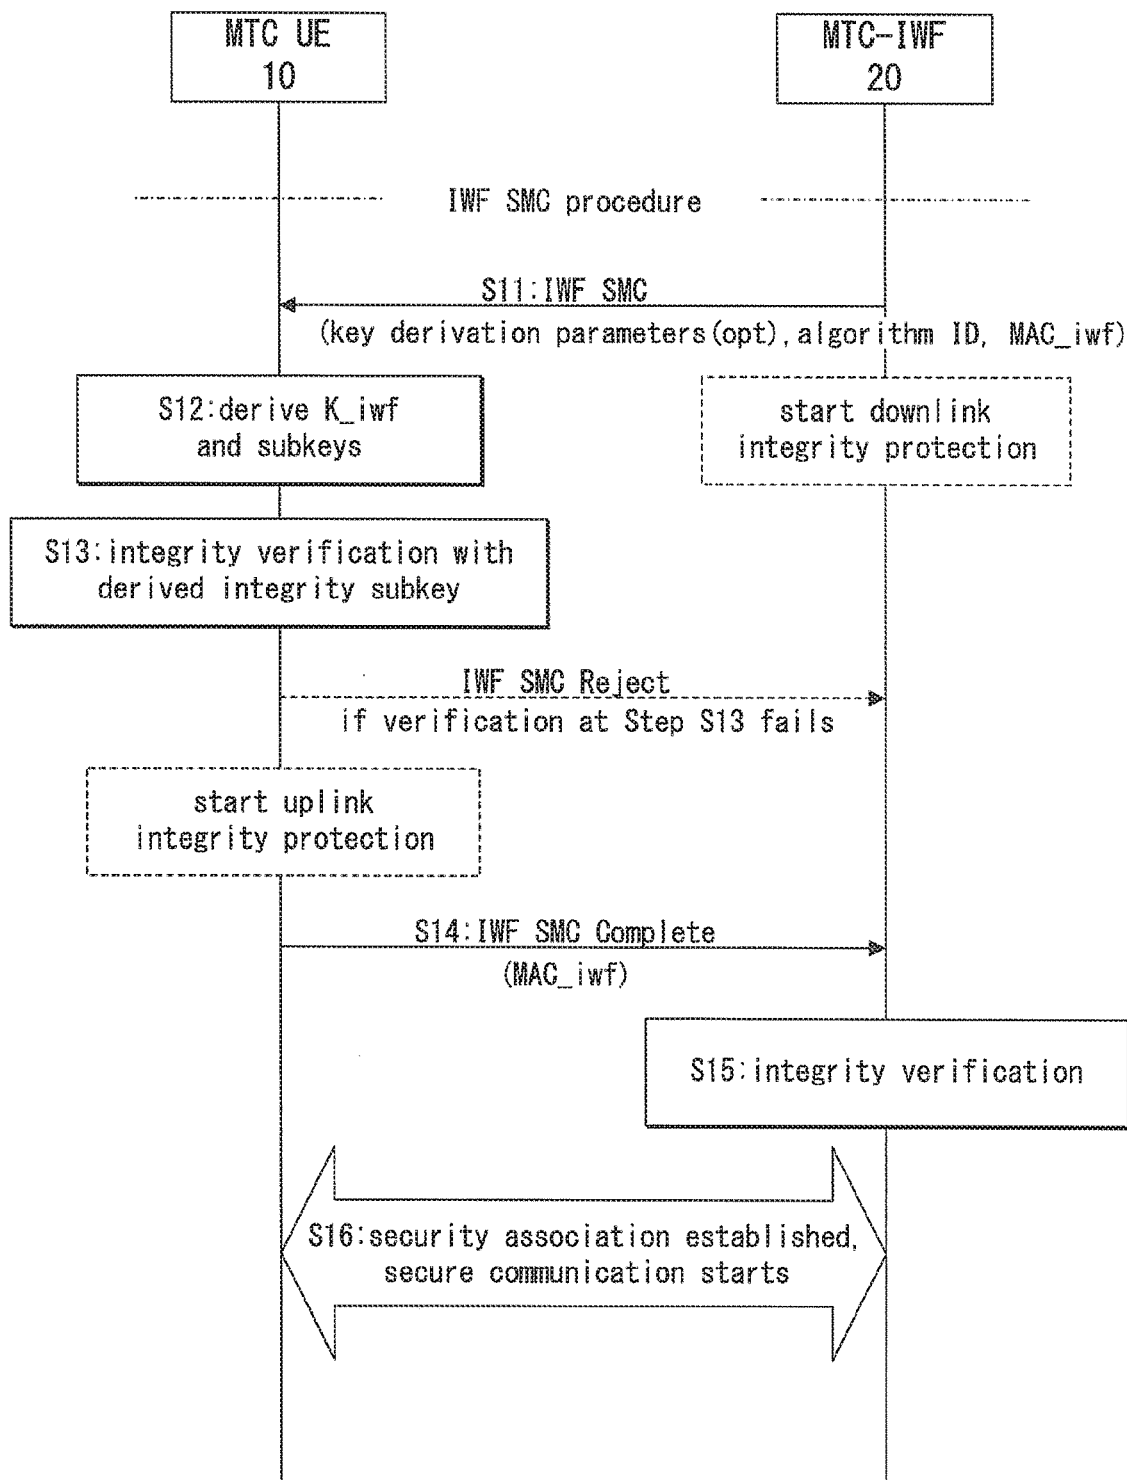 MTC UE
10
MTC-IWF
20
IWF SMC procedure
S11:IWF SMC
(key derivation parameters(opt),algorithm ID, MAC_iwf)
S12:derive K_iwf
and subkeys
start downlink
integrity protection
S13:integrity verification with
derived integrity subkey
IWF SMC Reject
if verification at Step S13 fails
start uplink
integrity protection
S14:IWF SMC Complete
(MAC_iwf)
S15:integrity verification
S16:security association established,
secure communication starts